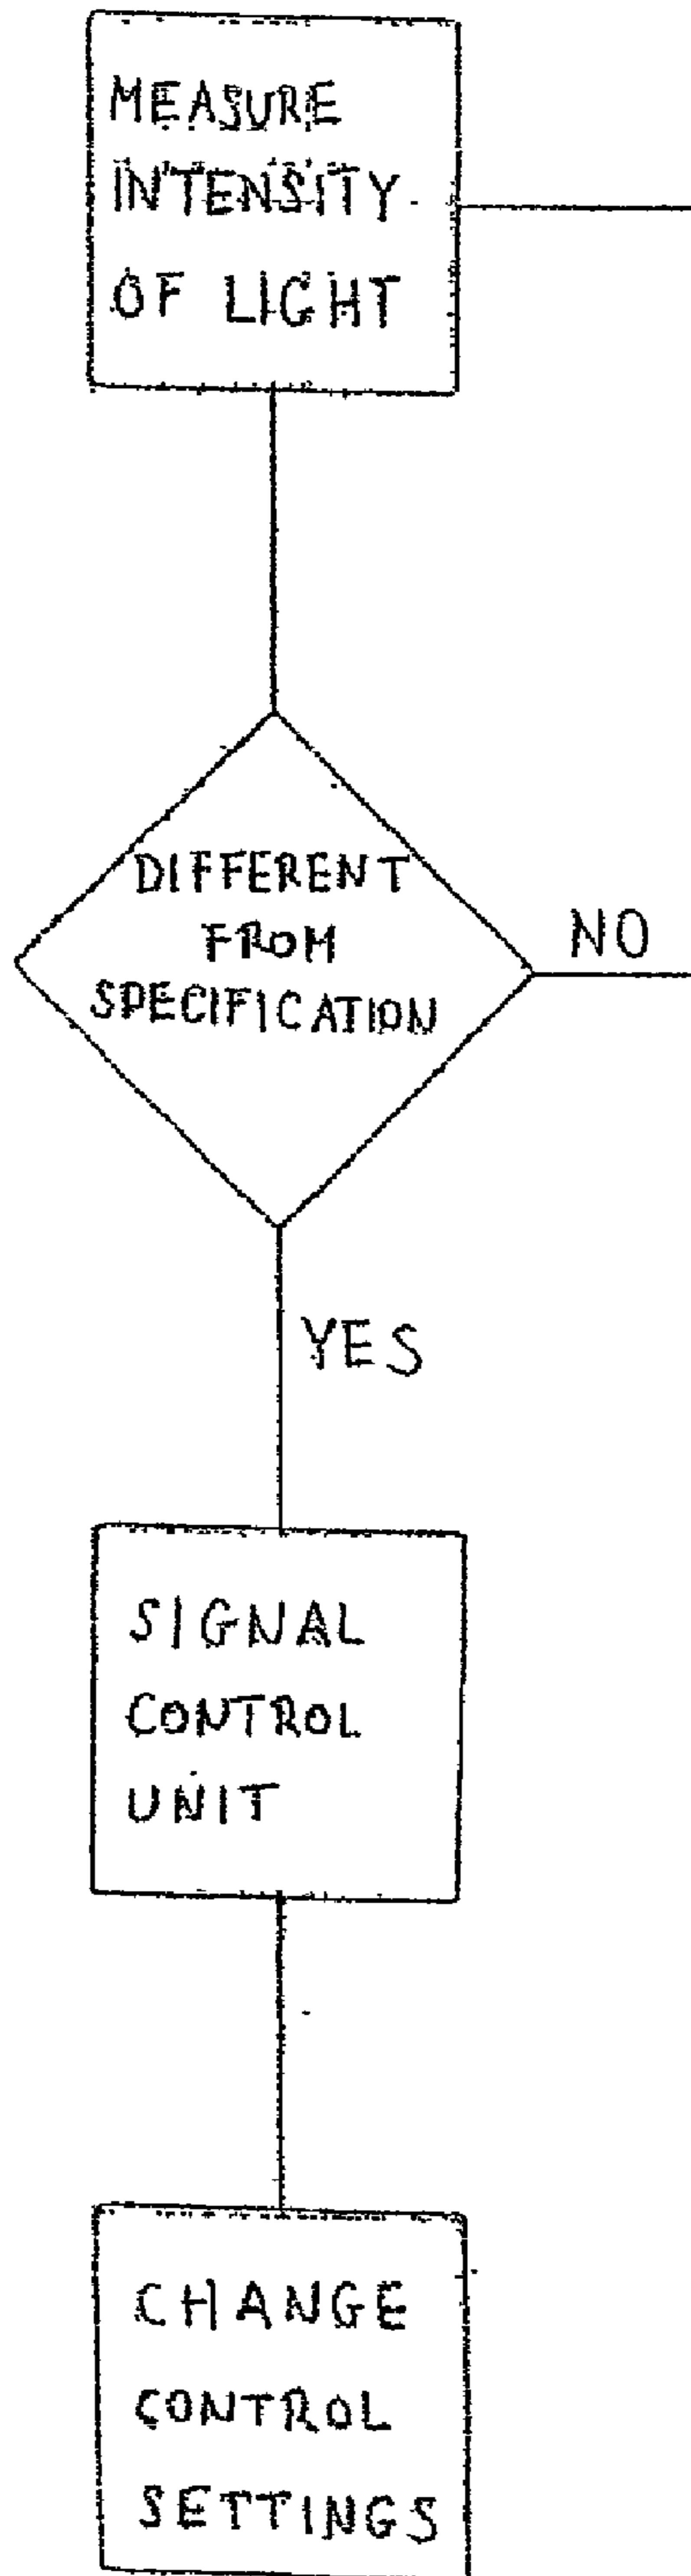 MEASURE
INTENSITY
OF LIGHT
DIFFERENT
FROM
SPECIFICATION
NO
YES
SIGNAL
CONTROL
UNIT
CHANGE
CONTROL
SETTINGS